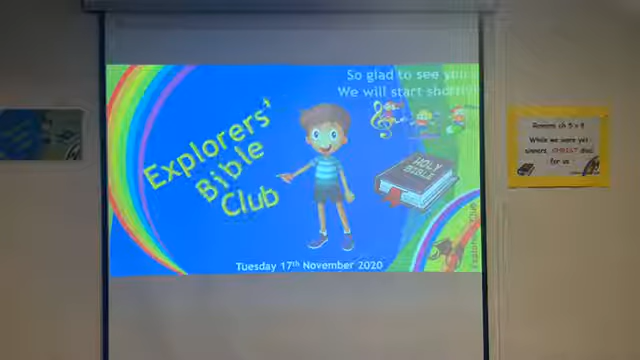 So glad to see you
We will start shortly
Explorers'
Bible
Club
HOLY
BIBLE
Tuesday 17th November 2020
Romans ch 5 v 8
While we were yet
sinners, CHRIST died
for us